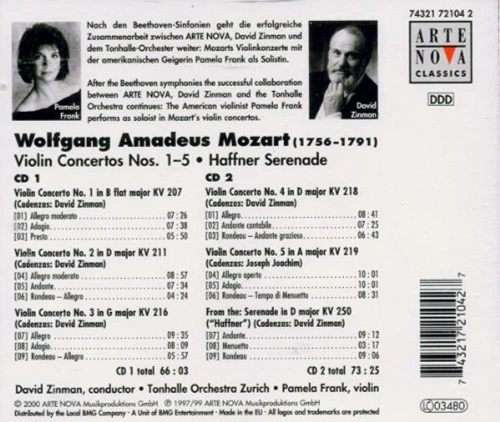 74321 72104 2
Nach den Beethoven-Sinfonien geht die erfolgreiche
Zusammenarbeit zwischen ARTE NOVA, David Zinman
und dem Tonhalle-Orchester weiter: Mozarts Violinkonzerte mit
der amerikanischen Geigerin Pamela Frank als Solistin.
After the Beethoven symphonies the successful collaboration
between ARTE NOVA, David Zinman and the Tonhalle
Orchestra continues: The American violinist Pamela Frank
performs as soloist in Mozart's violin concertos.
Pamela
Frank
David
Zinman
ARTE
NOVA
CLASSICS
DDD
Wolfgang Amadeus Mozart (1756-1791)
Violin Concertos Nos. 1–5 • Haffner Serenade
CD 1
Violin Concerto No. 1 in B flat major KV 207
(Cadenzas: David Zinman)
[01] Allegro moderato 07 : 26
[02] Adagio 07 : 38
[03] Presto 05 : 50
Violin Concerto No. 2 in D major KV 211
(Cadenzas: David Zinman)
[04] Allegro moderato 08 : 57
[05] Andante 07 : 34
[06] Rondeau – Allegro 04 : 24
Violin Concerto No. 3 in G major KV 216
(Cadenzas: David Zinman)
[07] Allegro 09 : 35
[08] Adagio 08 : 09
[09] Rondeau – Allegro 05 : 57
CD 1 total 66 : 03
CD 2
Violin Concerto No. 4 in D major KV 218
(Cadenzas: David Zinman)
[01] Allegro 08 : 41
[02] Andante cantabile 07 : 25
[03] Rondeau – Andante grazioso 06 : 43
Violin Concerto No. 5 in A major KV 219
(Cadenzas: Joseph Joachim)
[04] Allegro aperto 10 : 01
[05] Adagio 10 : 01
[06] Rondeau – Tempo di Menuetto 08 : 31
From the: Serenade in D major KV 250
("Haffner") (Cadenzas: David Zinman)
[07] Andante 09 : 12
[08] Menuetto 03 : 17
[09] Rondeau 09 : 06
CD 2 total 73 : 25
David Zinman, conductor • Tonhalle Orchestra Zurich • Pamela Frank, violin
© 2000 ARTE NOVA Musikproduktions GmbH ℗ 1997/99 ARTE NOVA Musikproduktions GmbH
Distributed by the Local BMG Company • A Unit of BMG Entertainment • Made in the EU • All logos and trademarks are protected
LC 03480
7 43217 21042 7